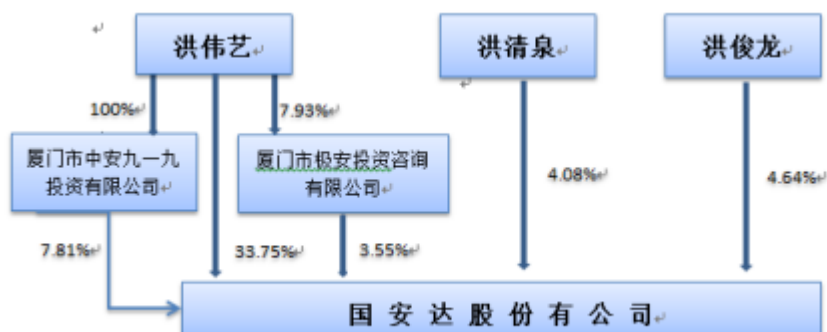 洪伟艺
洪清泉
洪俊龙
100%
7.93%
厦门市中安九一九
投资有限公司
厦门市极安投资咨询
有限公司
4.08%
4.64%
7.81%
33.75%
3.55%
国安达股份有公司